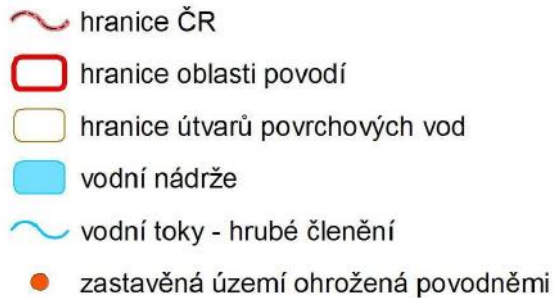 hranice ČR
hranice oblasti povodí
hranice útvarů povrchových vod
vodní nádrže
vodní toky - hrubé členění
zastavěná území ohrožená povodněmi